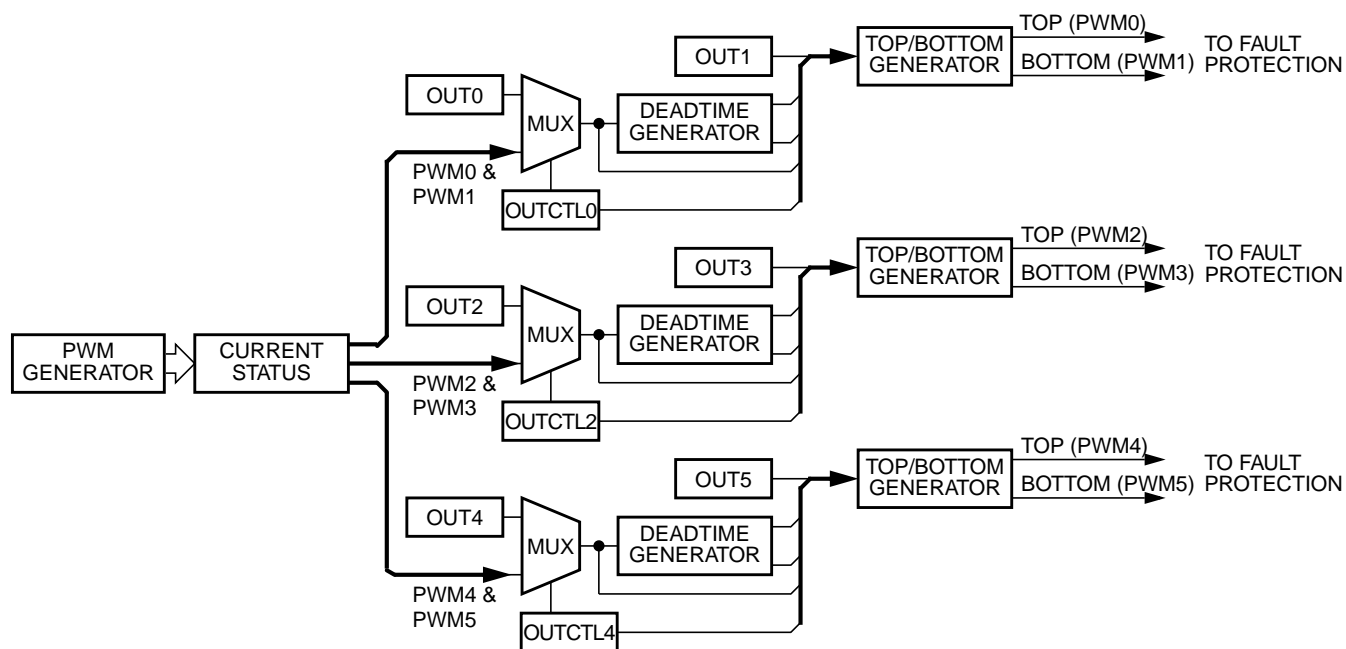 OUT1
TOP/BOTTOM
GENERATOR
TOP (PWM0)
BOTTOM (PWM1)
TO FAULT
PROTECTION
OUT0
MUX
DEADTIME
GENERATOR
PWM0 &
PWM1
OUTCTL0
OUT3
TOP/BOTTOM
GENERATOR
TOP (PWM2)
BOTTOM (PWM3)
TO FAULT
PROTECTION
OUT2
MUX
DEADTIME
GENERATOR
PWM
GENERATOR
CURRENT
STATUS
PWM2 &
PWM3
OUTCTL2
OUT5
TOP/BOTTOM
GENERATOR
TOP (PWM4)
BOTTOM (PWM5)
TO FAULT
PROTECTION
OUT4
MUX
DEADTIME
GENERATOR
PWM4 &
PWM5
OUTCTL4